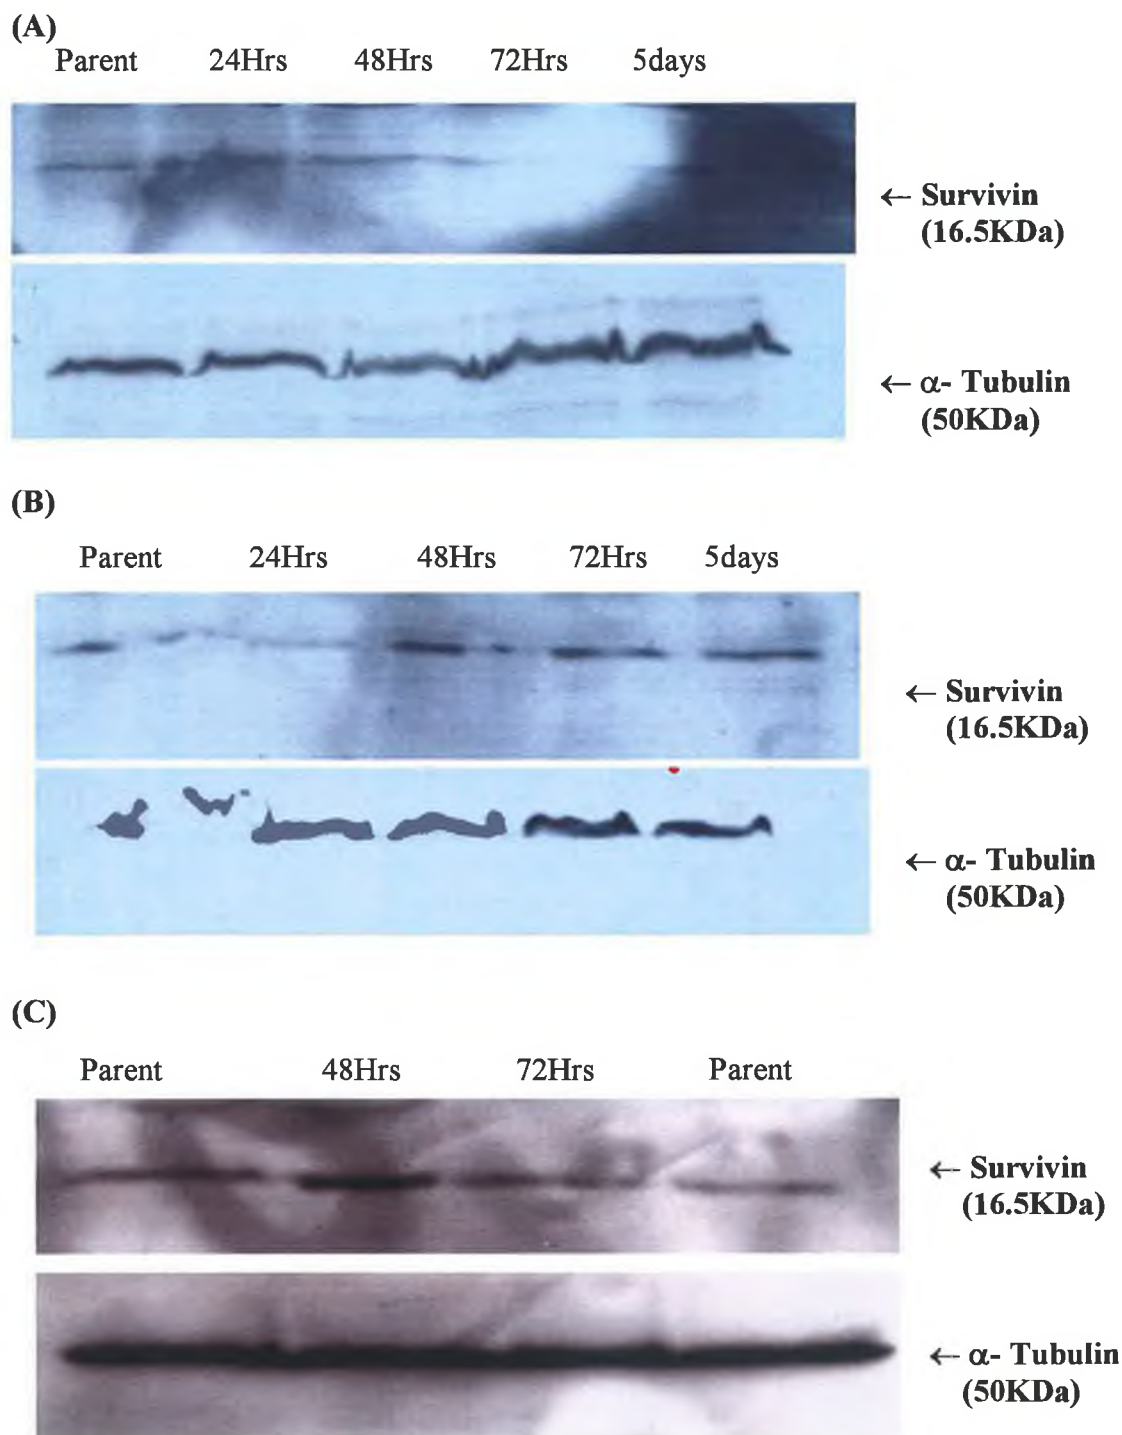 (A)
Parent 24Hrs 48Hrs 72Hrs 5days
← Survivin
(16.5KDa)
← α- Tubulin
(50KDa)
(B)
Parent 24Hrs 48Hrs 72Hrs 5days
← Survivin
(16.5KDa)
← α- Tubulin
(50KDa)
(C)
Parent 48Hrs 72Hrs Parent
← Survivin
(16.5KDa)
← α- Tubulin
(50KDa)